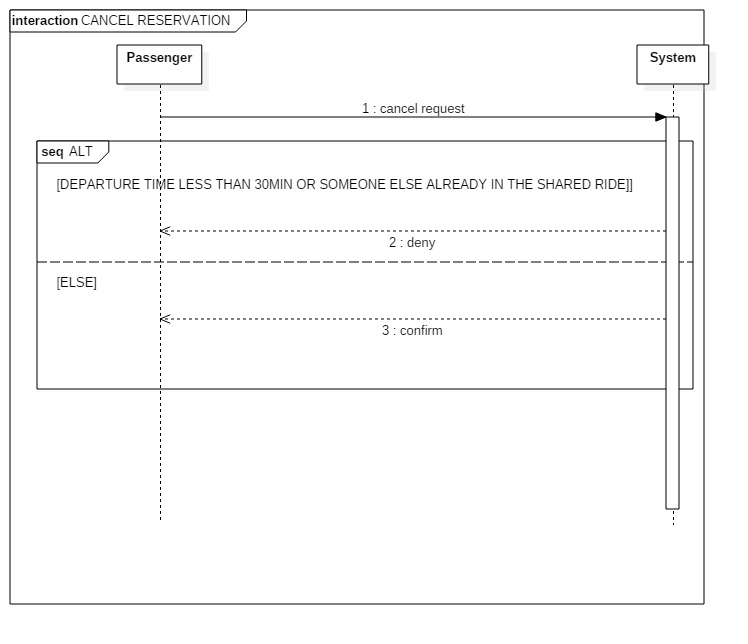 interaction CANCEL RESERVATION
Passenger
System
1 : cancel request
seq ALT
[DEPARTURE TIME LESS THAN 30MIN OR SOMEONE ELSE ALREADY IN THE SHARED RIDE]]
2 : deny
[ELSE]
3 : confirm